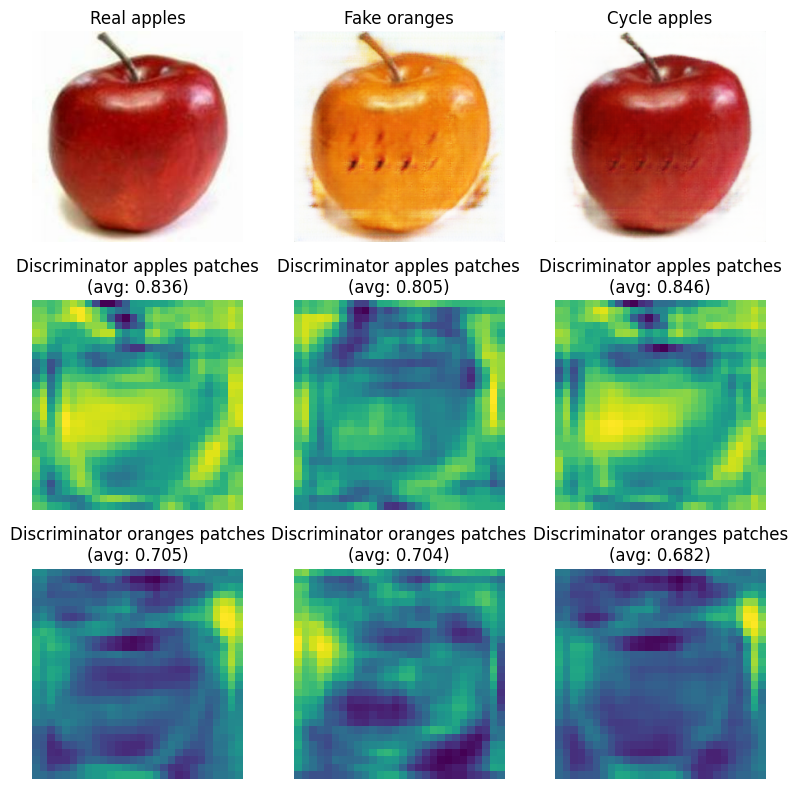 Real apples
Fake oranges
Cycle apples
Discriminator apples patches
(avg: 0.836)
Discriminator apples patches
(avg: 0.805)
Discriminator apples patches
(avg: 0.846)
Discriminator oranges patches
(avg: 0.705)
Discriminator oranges patches
(avg: 0.704)
Discriminator oranges patches
(avg: 0.682)